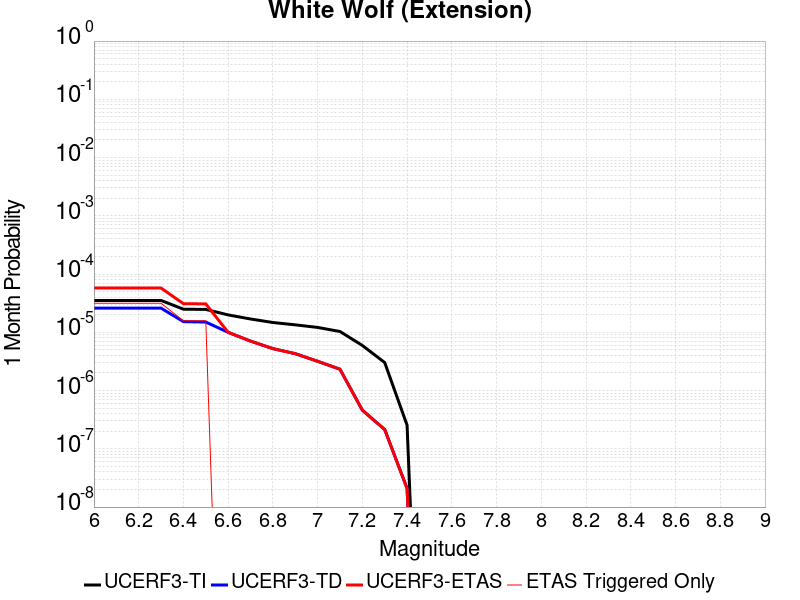 White Wolf (Extension)
10^0
10^-1
10^-2
10^-3
10^-4
10^-5
10^-6
10^-7
10^-8
1 Month Probability
6 6.2 6.4 6.6 6.8 7 7.2 7.4 7.6 7.8 8 8.2 8.4 8.6 8.8 9
Magnitude
UCERF3-TI UCERF3-TD UCERF3-ETAS ETAS Triggered Only